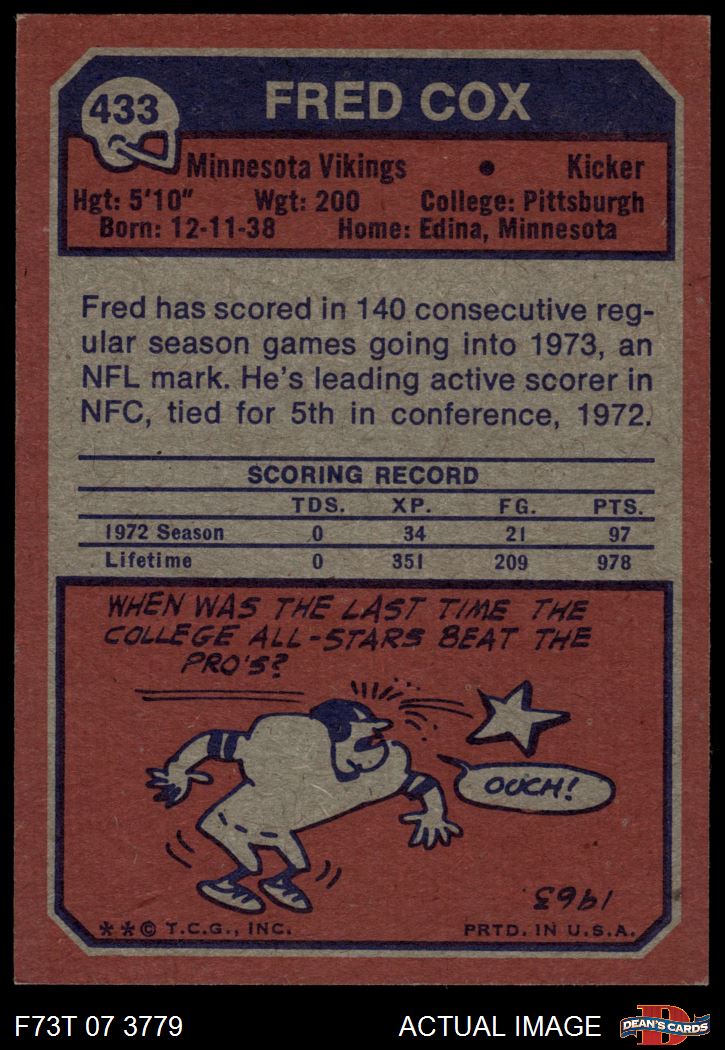 433
FRED COX
Minnesota Vikings • Kicker
Hgt: 5'10" Wgt: 200 College: Pittsburgh
Born: 12-11-38 Home: Edina, Minnesota
Fred has scored in 140 consecutive reg-
ular season games going into 1973, an
NFL mark. He's leading active scorer in
NFC, tied for 5th in conference, 1972.
SCORING RECORD
TDS. XP. FG. PTS.
1972 Season 0 34 21 97
Lifetime 0 351 209 978
WHEN WAS THE LAST TIME THE
COLLEGE ALL-STARS BEAT THE
PRO'S?
OUCH!
1963.
**© T.C.G., INC. PRTD. IN U.S.A.
F73T 07 3779 ACTUAL IMAGE
D
DEAN'S CARDS